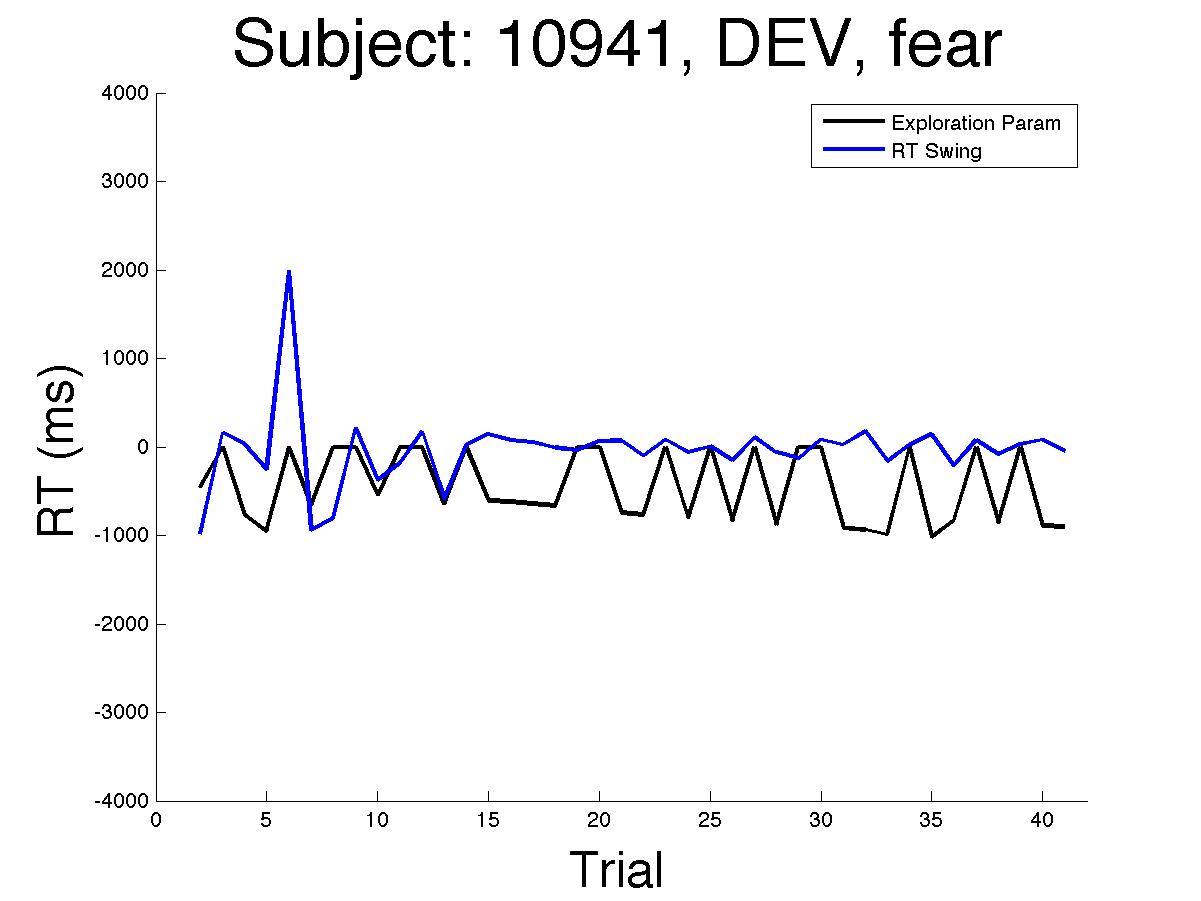 Subject: 10941, DEV, fear
4000
3000
2000
1000
0
-1000
-2000
-3000
-4000
RT (ms)
Exploration Param
RT Swing
0 5 10 15 20 25 30 35 40
Trial